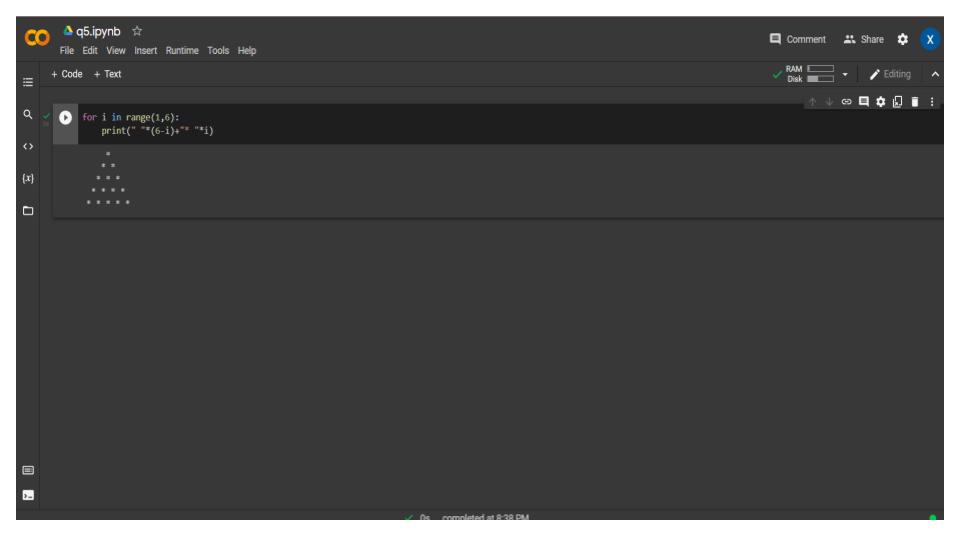 q5.ipynb
Comment Share X
File Edit View Insert Runtime Tools Help
+ Code + Text
RAM
Disk
Editing
for i in range(1,6):
    print(" "*(6-i)+"* "*i)
     *
    * *
   * * *
  * * * *
 * * * * *
{x}
0s completed at 8:38 PM